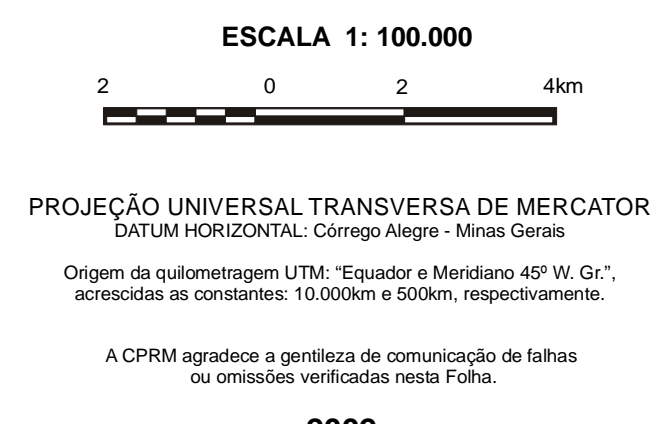 ESCALA 1: 100.000
2 0 2 4km
PROJEÇÃO UNIVERSAL TRANSVERSA DE MERCATOR
DATUM HORIZONTAL: Córrego Alegre - Minas Gerais
Origem da quilometragem UTM: “Equador e Meridiano 45º W. Gr.”,
acrescidas as constantes: 10.000km e 500km, respectivamente.
A CPRM agradece a gentileza de comunicação de falhas
ou omissões verificadas nesta Folha.